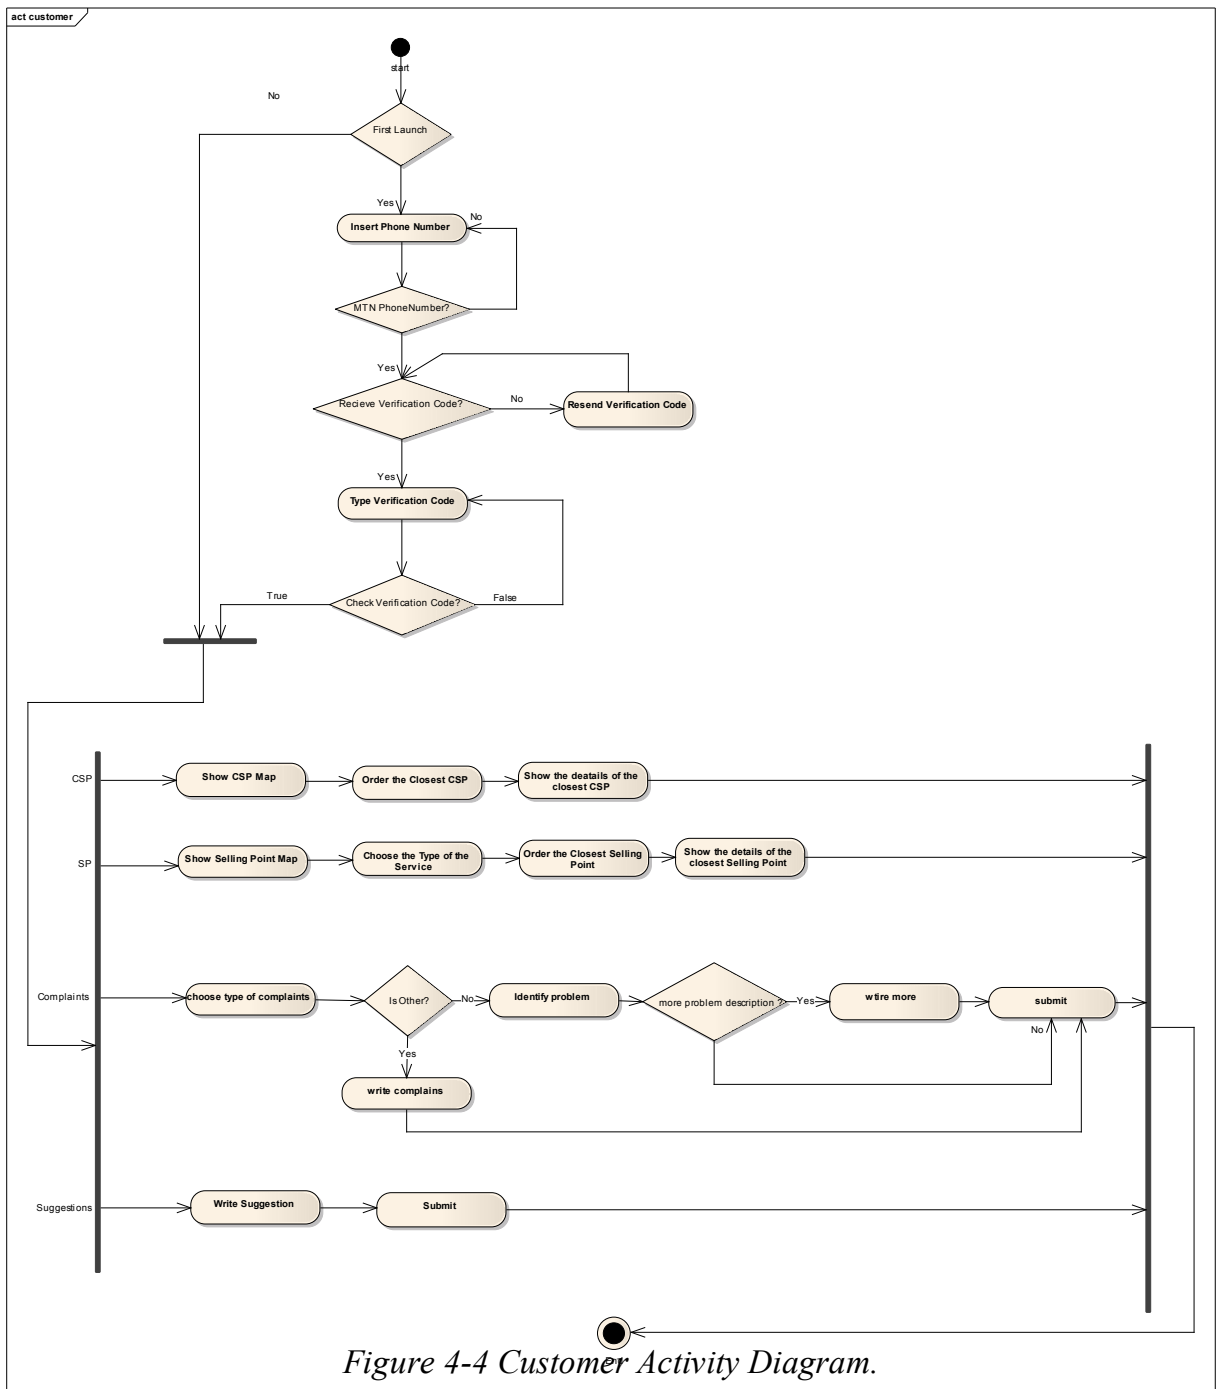 act customer
start
No
First Launch
Yes
Insert Phone Number
No
MTN PhoneNumber?
Yes
Recieve Verification Code?
No
Resend Verification Code
Yes
Type Verification Code
True
Check Verification Code?
False
CSP
Show CSP Map
Order the Closest CSP
Show the deatails of the
closest CSP
SP
Show Selling Point Map
Choose the Type of the
Service
Order the Closest Selling
Point
Show the details of the
closest Selling Point
Complaints
choose type of complaints
Is Other?
No
Identify problem
more problem description ?
Yes
wtire more
submit
No
Yes
write complains
Suggestions
Write Suggestion
Submit
Figure 4-4 Customer Activity Diagram.